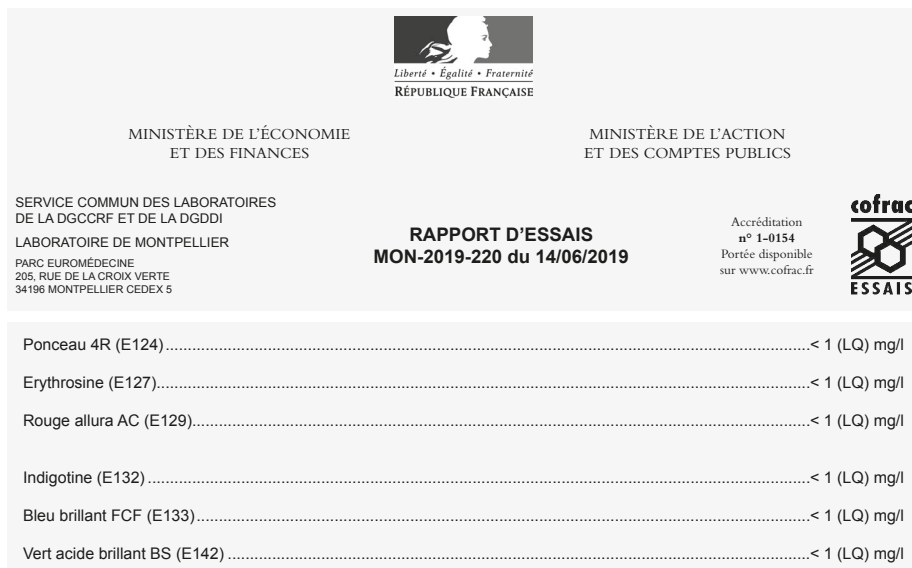 Liberté • Égalité • Fraternité
RÉPUBLIQUE FRANÇAISE
MINISTÈRE DE L'ÉCONOMIE
ET DES FINANCES
MINISTÈRE DE L'ACTION
ET DES COMPTES PUBLICS
SERVICE COMMUN DES LABORATOIRES
DE LA DGCCRF ET DE LA DGDDI
LABORATOIRE DE MONTPELLIER
PARC EUROMÉDECINE
205, RUE DE LA CROIX VERTE
34196 MONTPELLIER CEDEX 5
RAPPORT D'ESSAIS
MON-2019-220 du 14/06/2019
Accréditation
n° 1-0154
Portée disponible
sur www.cofrac.fr
cofrac
ESSAIS
Ponceau 4R (E124)..........< 1 (LQ) mg/l
Erythrosine (E127)..........< 1 (LQ) mg/l
Rouge allura AC (E129)..........< 1 (LQ) mg/l
Indigotine (E132)..........< 1 (LQ) mg/l
Bleu brillant FCF (E133)..........< 1 (LQ) mg/l
Vert acide brillant BS (E142)..........< 1 (LQ) mg/l